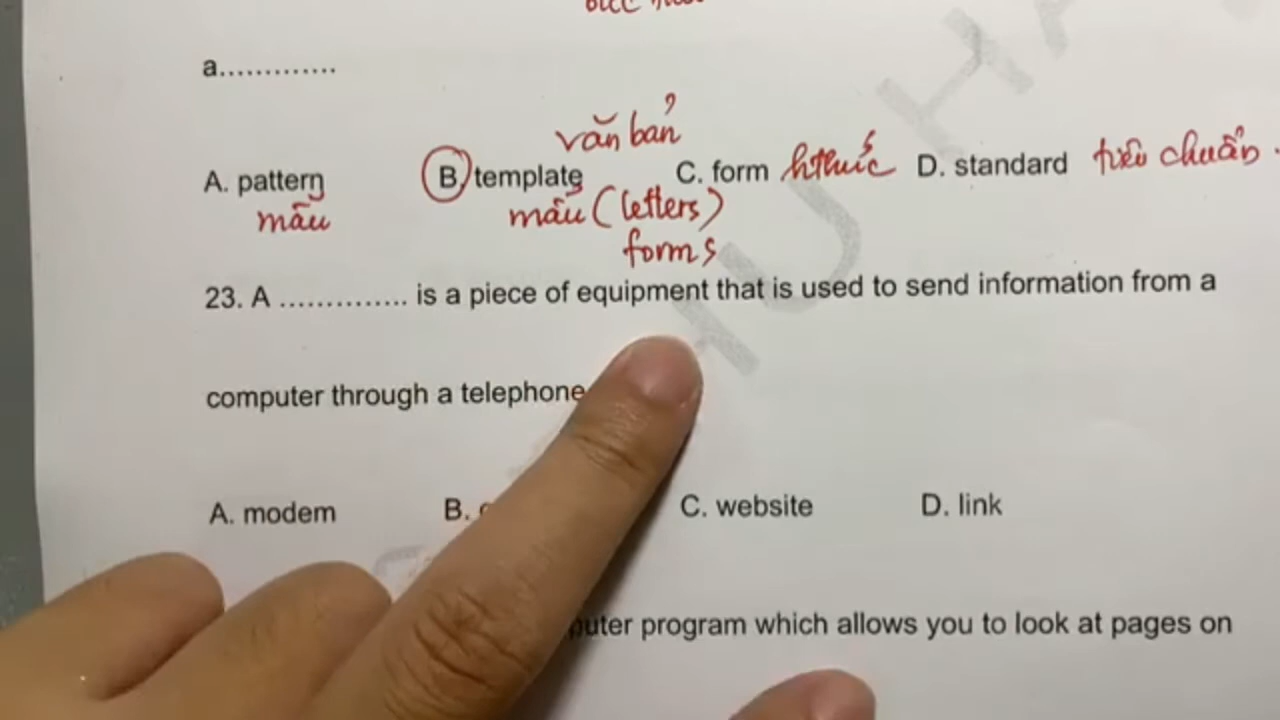 a.............
văn bản
A. pattern B. template C. form hthức D. standard tiêu chuẩn.
mẫu mẫu (letters)
forms
23. A .............. is a piece of equipment that is used to send information from a
computer through a telephone
A. modem B. C. website D. link
puter program which allows you to look at pages on